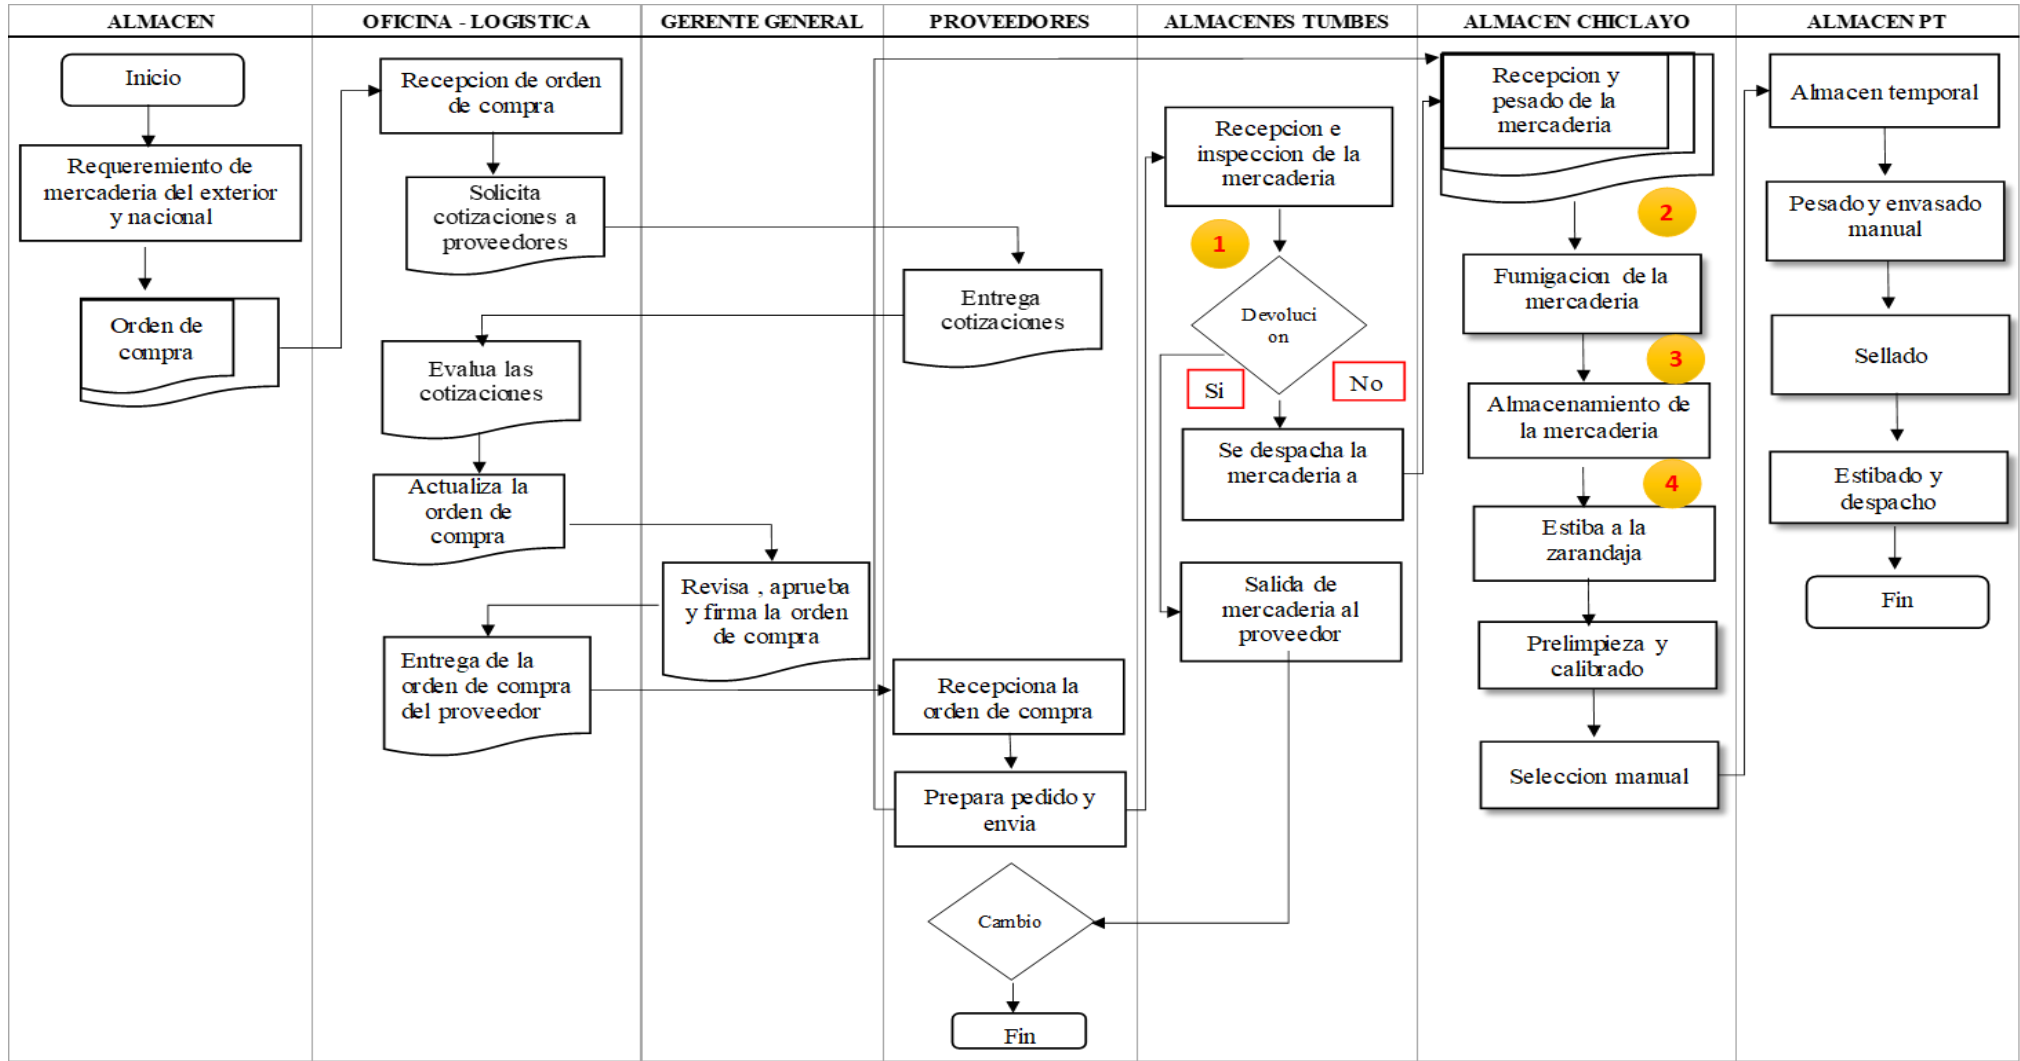 ALMACEN
OFICINA - LOGISTICA
GERENTE GENERAL
PROVEEDORES
ALMACENES TUMBES
ALMACEN CHICLAYO
ALMACEN PT
Inicio
Requeremiento de
mercaderia del exterior
y nacional
Orden de
compra
Recepcion de orden
de compra
Solicita
cotizaciones a
proveedores
Evalua las
cotizaciones
Actualiza la
orden de
compra
Entrega de la
orden de compra
del proveedor
Revisa , aprueba
y firma la orden
de compra
Entrega
cotizaciones
Recepciona la
orden de compra
Prepara pedido y
envia
Cambio
Fin
Recepcion e
inspeccion de la
mercaderia
1
Devoluci
on
Si
No
Se despacha la
mercaderia a
Salida de
mercaderia al
proveedor
Recepcion y
pesado de la
mercaderia
2
Fumigacion de la
mercaderia
3
Almacenamiento de
la mercaderia
4
Estiba a la
zarandaja
Prelimpieza y
calibrado
Seleccion manual
Almacen temporal
Pesado y envasado
manual
Sellado
Estibado y
despacho
Fin